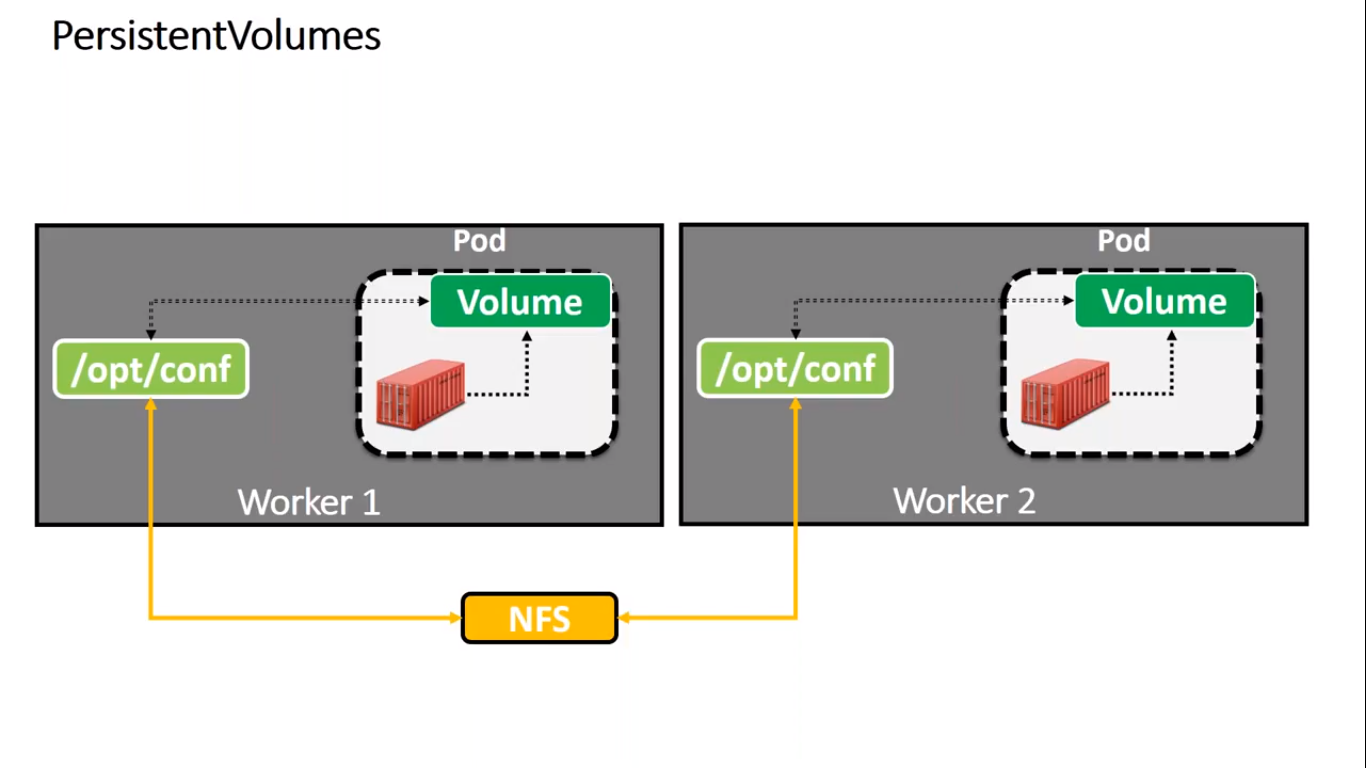 PersistentVolumes
Pod
Volume
/opt/conf
Worker 1
Pod
Volume
/opt/conf
Worker 2
NFS